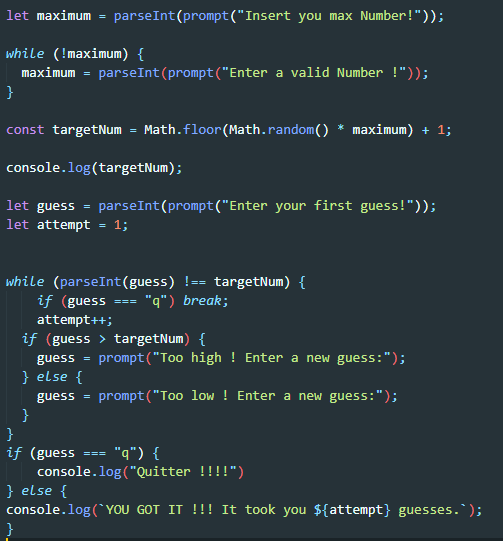 let maximum = parseInt(prompt("Insert you max Number!"));
while (!maximum) {
maximum = parseInt(prompt("Enter a valid Number !"));
}
const targetNum = Math.floor(Math.random() * maximum) + 1;
console.log(targetNum);
let guess = parseInt(prompt("Enter your first guess!"));
let attempt = 1;
while (parseInt(guess) !== targetNum) {
if (guess === "q") break;
attempt++;
if (guess > targetNum) {
guess = prompt("Too high ! Enter a new guess:");
} else {
guess = prompt("Too low ! Enter a new guess:");
}
}
if (guess === "q") {
console.log("Quitter !!!!")
} else {
console.log(`YOU GOT IT !!! It took you ${attempt} guesses.`);
}